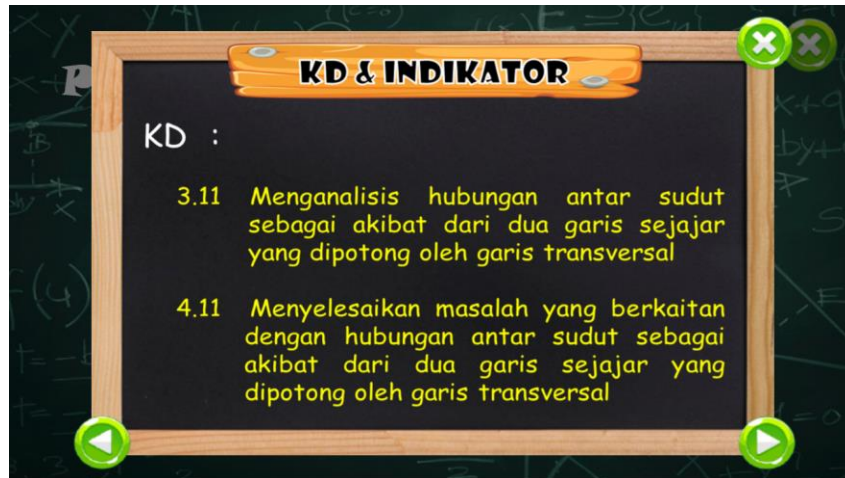 KD & INDIKATOR
KD :
3.11 Menganalisis hubungan antar sudut
sebagai akibat dari dua garis sejajar
yang dipotong oleh garis transversal
4.11 Menyelesaikan masalah yang berkaitan
dengan hubungan antar sudut sebagai
akibat dari dua garis sejajar yang
dipotong oleh garis transversal